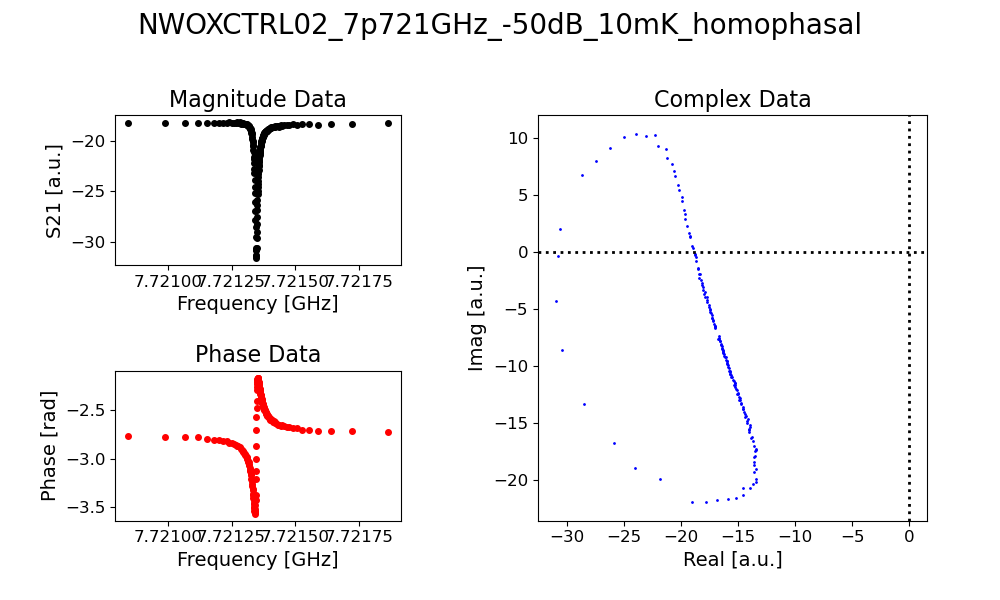 NWOXCTRL02_7p721GHz_-50dB_10mK_homophasal
Magnitude Data
S21 [a.u.]
−20
−25
−30
7.72100 7.72125 7.72150 7.72175
Frequency [GHz]
Phase Data
Phase [rad]
−2.5
−3.0
−3.5
7.72100 7.72125 7.72150 7.72175
Frequency [GHz]
Complex Data
Imag [a.u.]
10
5
0
−5
−10
−15
−20
−30 −25 −20 −15 −10 −5 0
Real [a.u.]